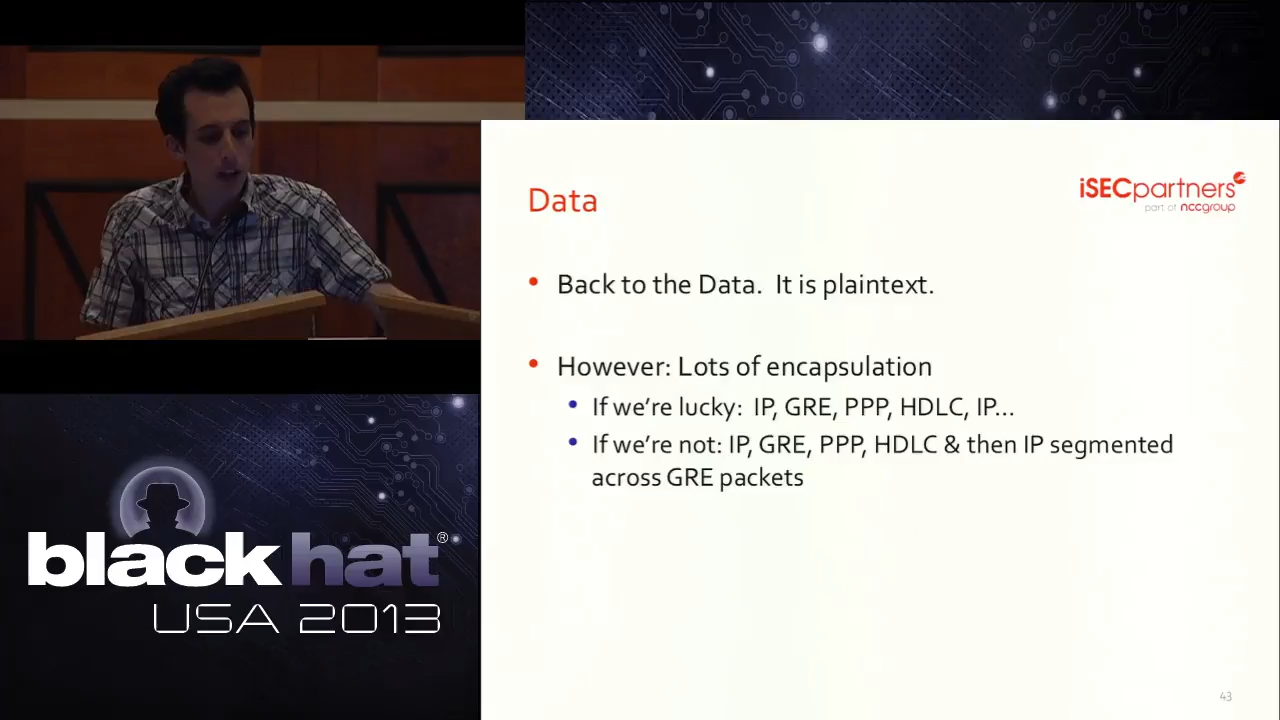 Data
iSECpartners
part of nccgroup
• Back to the Data. It is plaintext.
• However: Lots of encapsulation
• If we're lucky: IP, GRE, PPP, HDLC, IP...
• If we're not: IP, GRE, PPP, HDLC & then IP segmented
across GRE packets
43
blackhat®
USA 2013